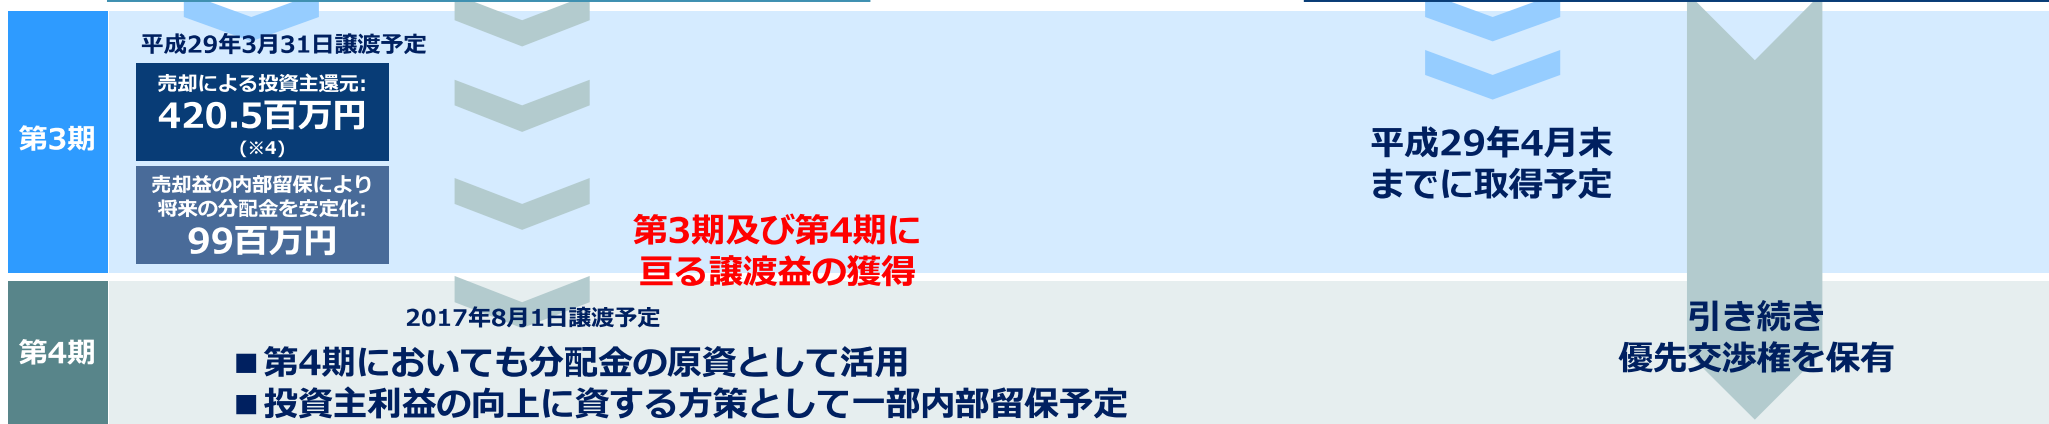 第3期
平成29年3月31日譲渡予定
売却による投資主還元:
420.5百万円
(※4)
売却益の内部留保により
将来の分配金を安定化:
99百万円
第3期及び第4期に
亘る譲渡益の獲得
平成29年4月末
までに取得予定
第4期
2017年8月1日譲渡予定
■第4期においても分配金の原資として活用
■投資主利益の向上に資する方策として一部内部留保予定
引き続き
優先交渉権を保有